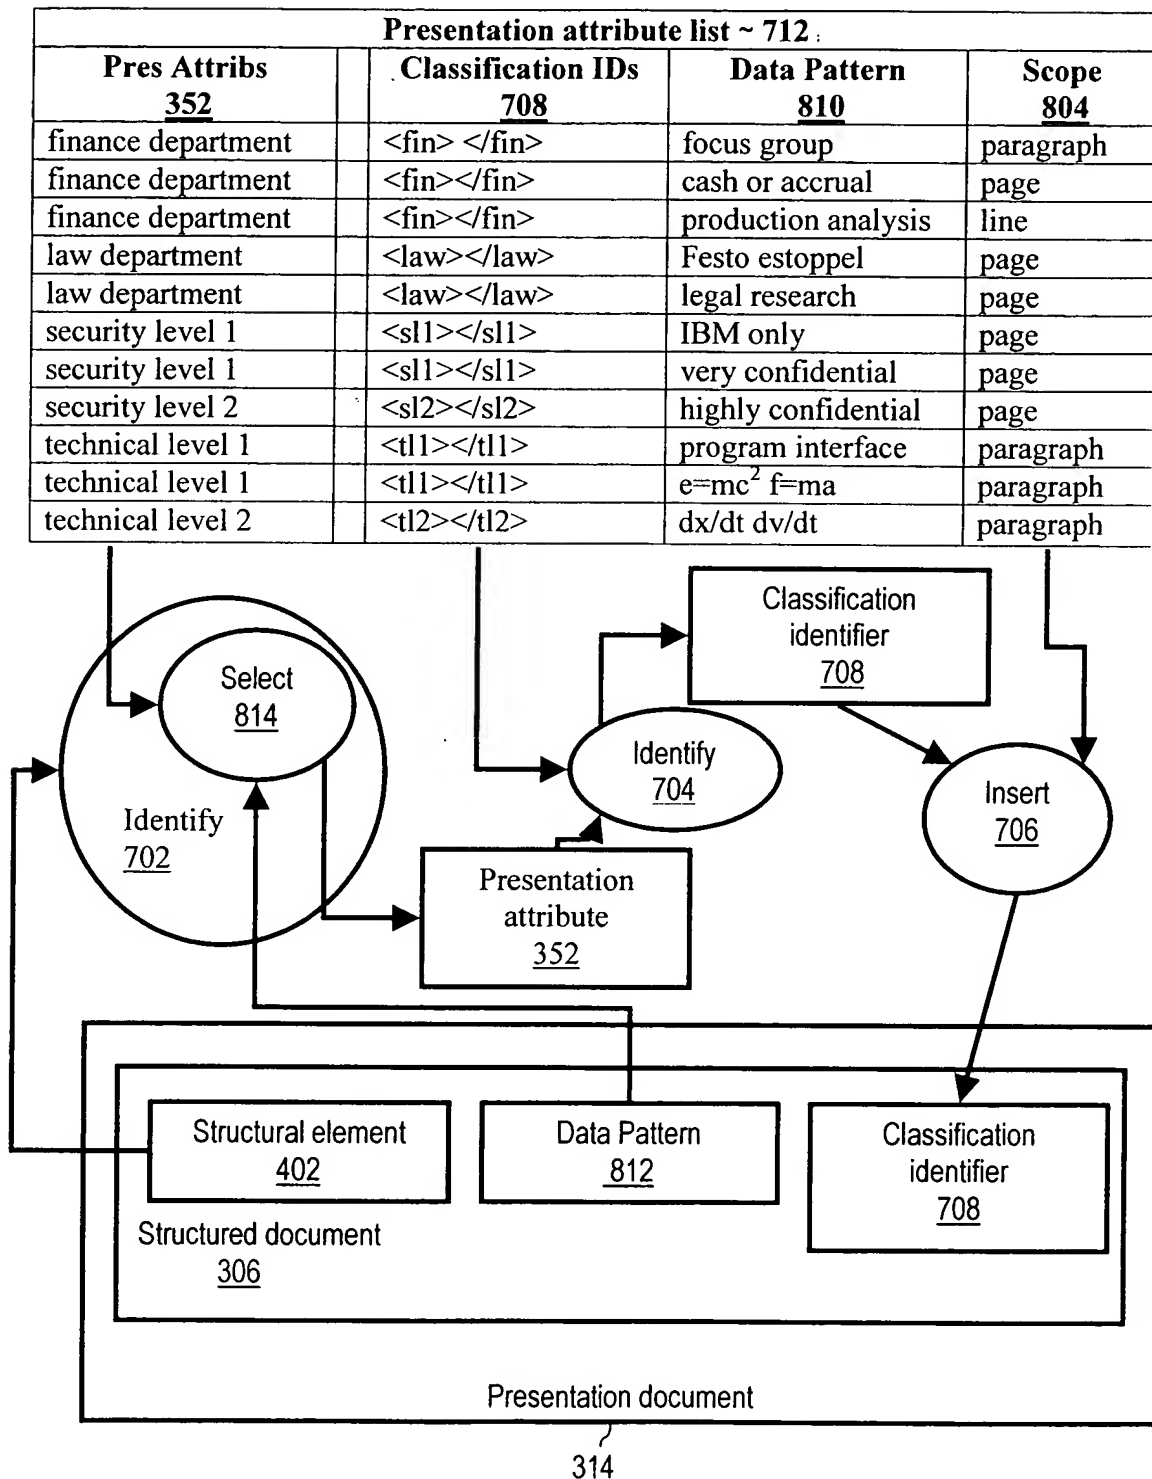 Presentation attribute list ~ 712
Pres Attribs Classification IDs Data Pattern Scope
352 708 810 804
finance department <fin> </fin> focus group paragraph
finance department <fin></fin> cash or accrual page
finance department <fin></fin> production analysis line
law department <law></law> Festo estoppel page
law department <law></law> legal research page
security level 1 <sl1></sl1> IBM only page
security level 1 <sl1></sl1> very confidential page
security level 2 <sl2></sl2> highly confidential page
technical level 1 <tl1></tl1> program interface paragraph
technical level 1 <tl1></tl1> e=mc² f=ma paragraph
technical level 2 <tl2></tl2> dx/dt dv/dt paragraph
Classification
identifier
708
Select
814
Identify
704
Insert
706
Identify
702
Presentation
attribute
352
Structural element
402
Data Pattern
812
Classification
identifier
708
Structured document
306
Presentation document
314